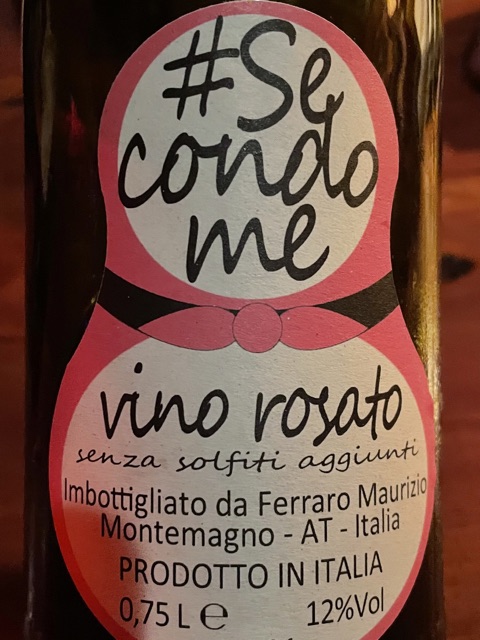 #Se
condo
me
vino rosato
senza solfiti aggiunti
Imbottigliato da Ferraro Maurizio
Montemagno - AT - Italia
PRODOTTO IN ITALIA
0,75 L e 12%Vol